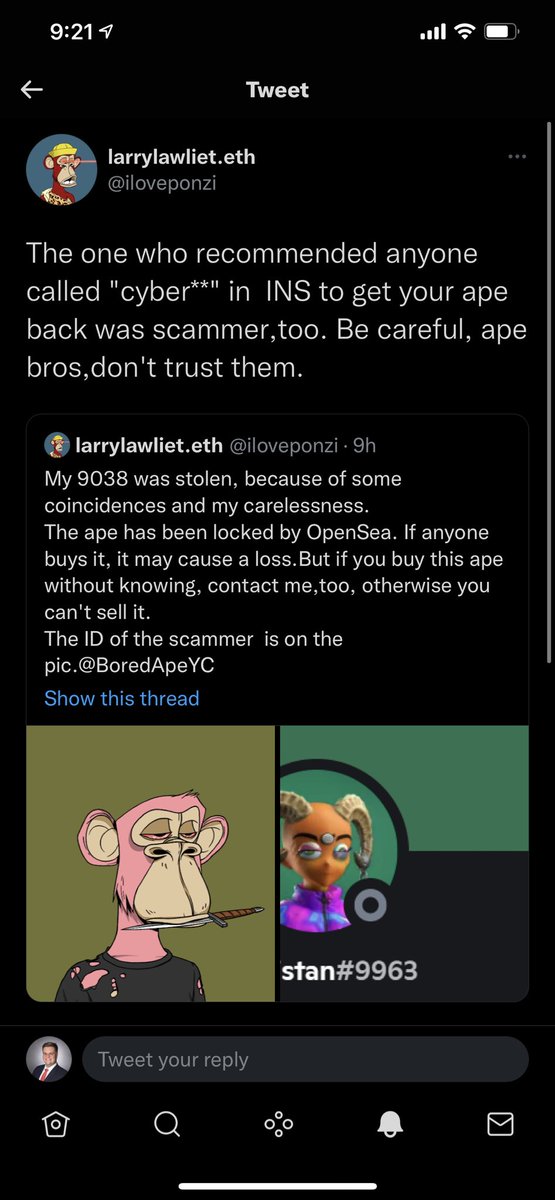 9:21
Tweet
larrylawliet.eth
@iloveponzi
The one who recommended anyone
called "cyber**" in  INS to get your ape
back was scammer,too. Be careful, ape
bros,don't trust them.
larrylawliet.eth @iloveponzi · 9h
My 9038 was stolen, because of some
coincidences and my carelessness.
The ape has been locked by OpenSea. If anyone
buys it, it may cause a loss.But if you buy this ape
without knowing, contact me,too, otherwise you
can't sell it.
The ID of the scammer  is on the
pic.@BoredApeYC
Show this thread
stan#9963
Tweet your reply